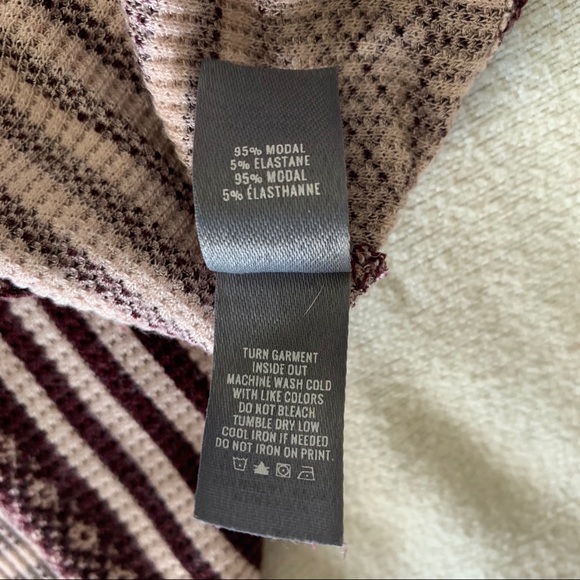 95% MODAL
5% ELASTANE
95% MODAL
5% ÉLASTHANNE
TURN GARMENT
INSIDE OUT
MACHINE WASH COLD
WITH LIKE COLORS
DO NOT BLEACH
TUMBLE DRY LOW
COOL IRON IF NEEDED
DO NOT IRON ON PRINT.